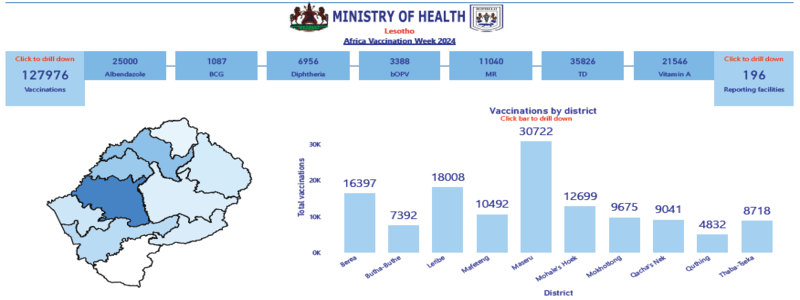 MINISTRY OF HEALTH
Lesotho
Africa Vaccination Week 2024
Click to drill down
127976
Vaccinations
25000
Albendazole
1087
BCG
6956
Diphtheria
3388
bOPV
11040
MR
35826
TD
21546
Vitamin A
Click to drill down
196
Reporting facilities
Vaccinations by district
Click bar to drill down
Total vaccinations
30K
20K
10K
0K
16397
7392
18008
10492
30722
12699
9675
9041
4832
8718
Berea
Butha-Buthe
Leribe
Mafeteng
Maseru
Mohale's Hoek
Mokhotlong
Qacha's Nek
Quthing
Thaba-Tseka
District